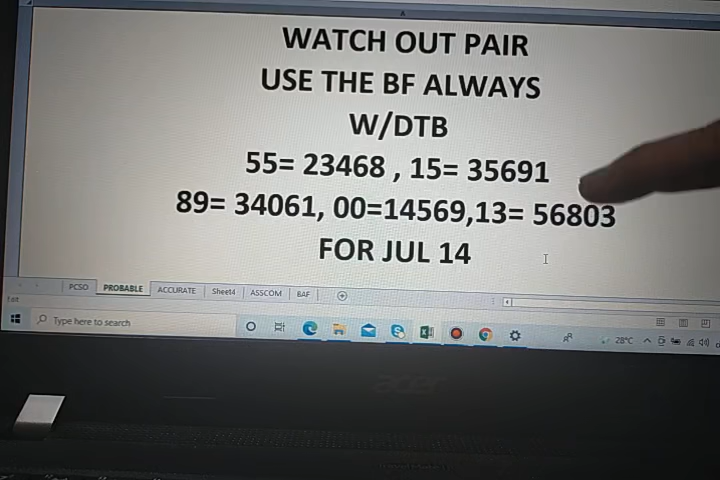 WATCH OUT PAIR
USE THE BF ALWAYS
W/DTB
55= 23468 , 15= 35691
89= 34061, 00=14569,13= 56803
FOR JUL 14
PCSO PROBABLE ACCURATE Sheet4 ASSCOM BAF
Type here to search
28°C
acer